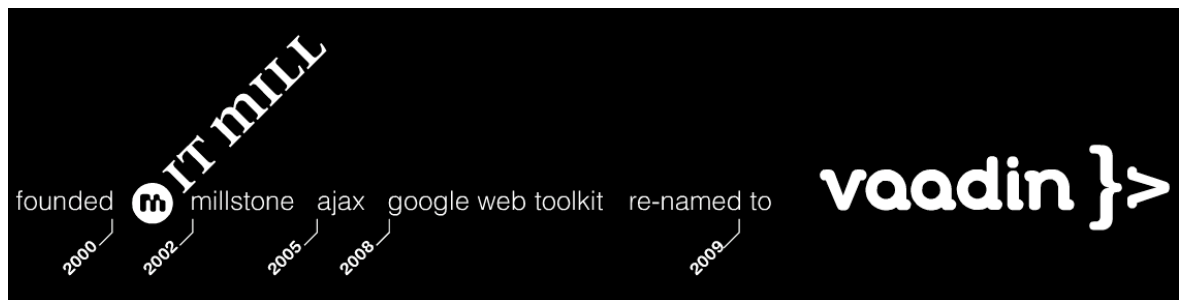 IT MILL
founded m millstone ajax google web toolkit re-named to vaadin }>
2000 2002 2005 2008 2009